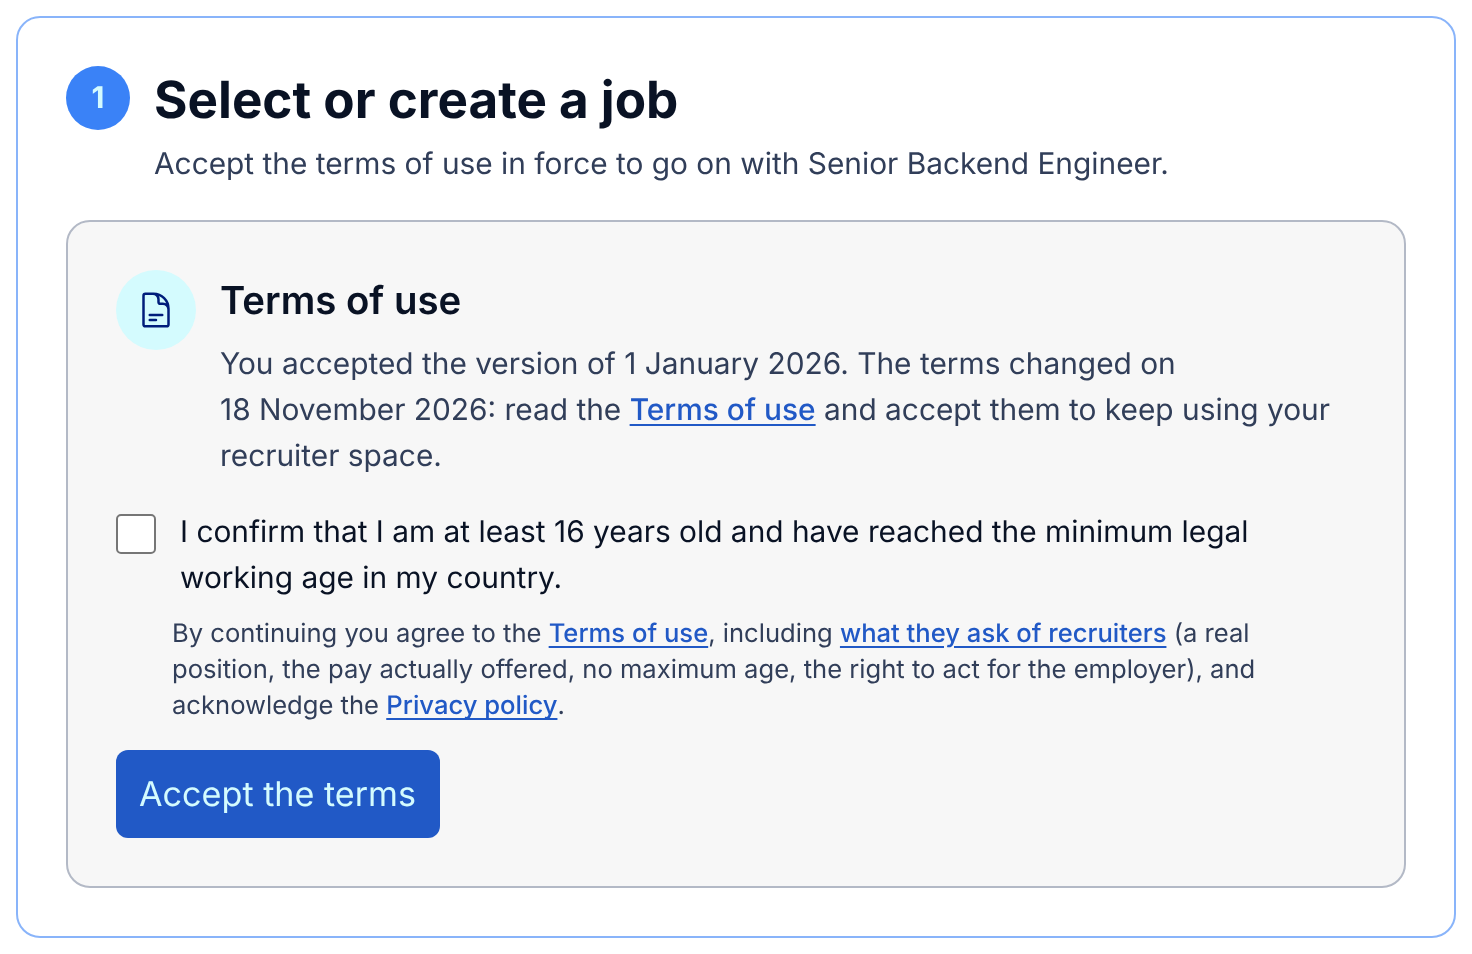 1
Select or create a job
Accept the terms of use in force to go on with Senior Backend Engineer.
Terms of use
You accepted the version of 1 January 2026. The terms changed on
18 November 2026: read the Terms of use and accept them to keep using your
recruiter space.
I confirm that I am at least 16 years old and have reached the minimum legal
working age in my country.
By continuing you agree to the Terms of use, including what they ask of recruiters (a real
position, the pay actually offered, no maximum age, the right to act for the employer), and
acknowledge the Privacy policy.
Accept the terms